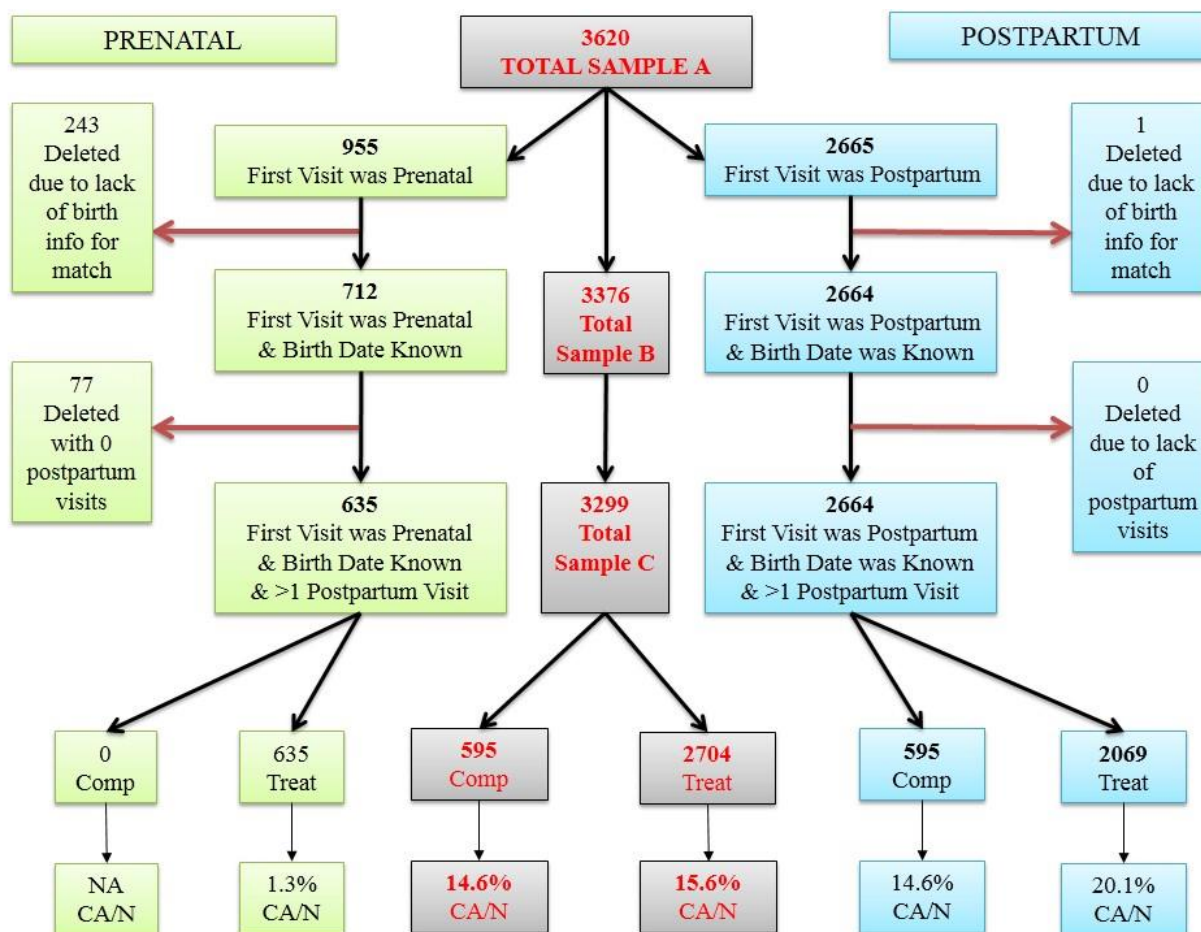 PRENATAL
3620
TOTAL SAMPLE A
POSTPARTUM
243
Deleted
due to lack
of birth
info for
match
955
First Visit was Prenatal
2665
First Visit was Postpartum
1
Deleted
due to lack
of birth
info for
match
712
First Visit was Prenatal
& Birth Date Known
3376
Total
Sample B
2664
First Visit was Postpartum
& Birth Date was Known
77
Deleted
with 0
postpartum
visits
0
Deleted
due to lack
of
postpartum
visits
635
First Visit was Prenatal
& Birth Date Known
& >1 Postpartum Visit
3299
Total
Sample C
2664
First Visit was Postpartum
& Birth Date was Known
& >1 Postpartum Visit
0
Comp
635
Treat
595
Comp
2704
Treat
595
Comp
2069
Treat
NA
CA/N
1.3%
CA/N
14.6%
CA/N
15.6%
CA/N
14.6%
CA/N
20.1%
CA/N